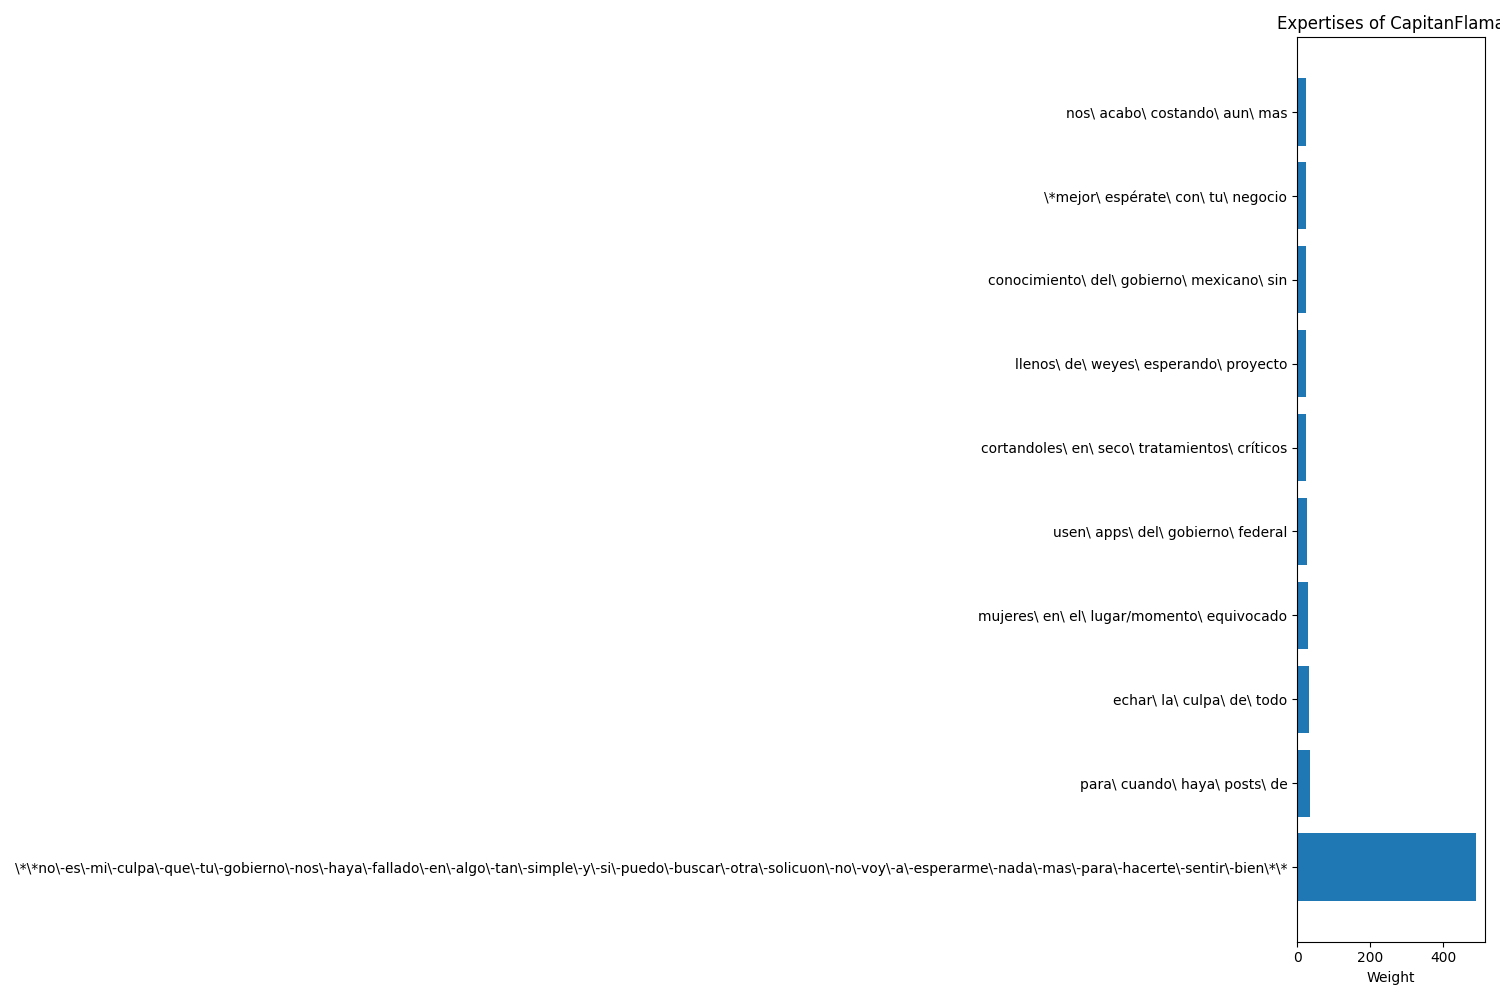 Expertises of CapitanFlama
nos\ acabo\ costando\ aun\ mas
\*mejor\ espérate\ con\ tu\ negocio
conocimiento\ del\ gobierno\ mexicano\ sin
llenos\ de\ weyes\ esperando\ proyecto
cortandoles\ en\ seco\ tratamientos\ críticos
usen\ apps\ del\ gobierno\ federal
mujeres\ en\ el\ lugar/momento\ equivocado
echar\ la\ culpa\ de\ todo
para\ cuando\ haya\ posts\ de
\*\*no\-es\-mi\-culpa\-que\-tu\-gobierno\-nos\-haya\-fallado\-en\-algo\-tan\-simple\-y\-si\-puedo\-buscar\-otra\-solicuon\-no\-voy\-a\-esperarme\-nada\-mas\-para\-hacerte\-sentir\-bien\*\*
0 200 400
Weight